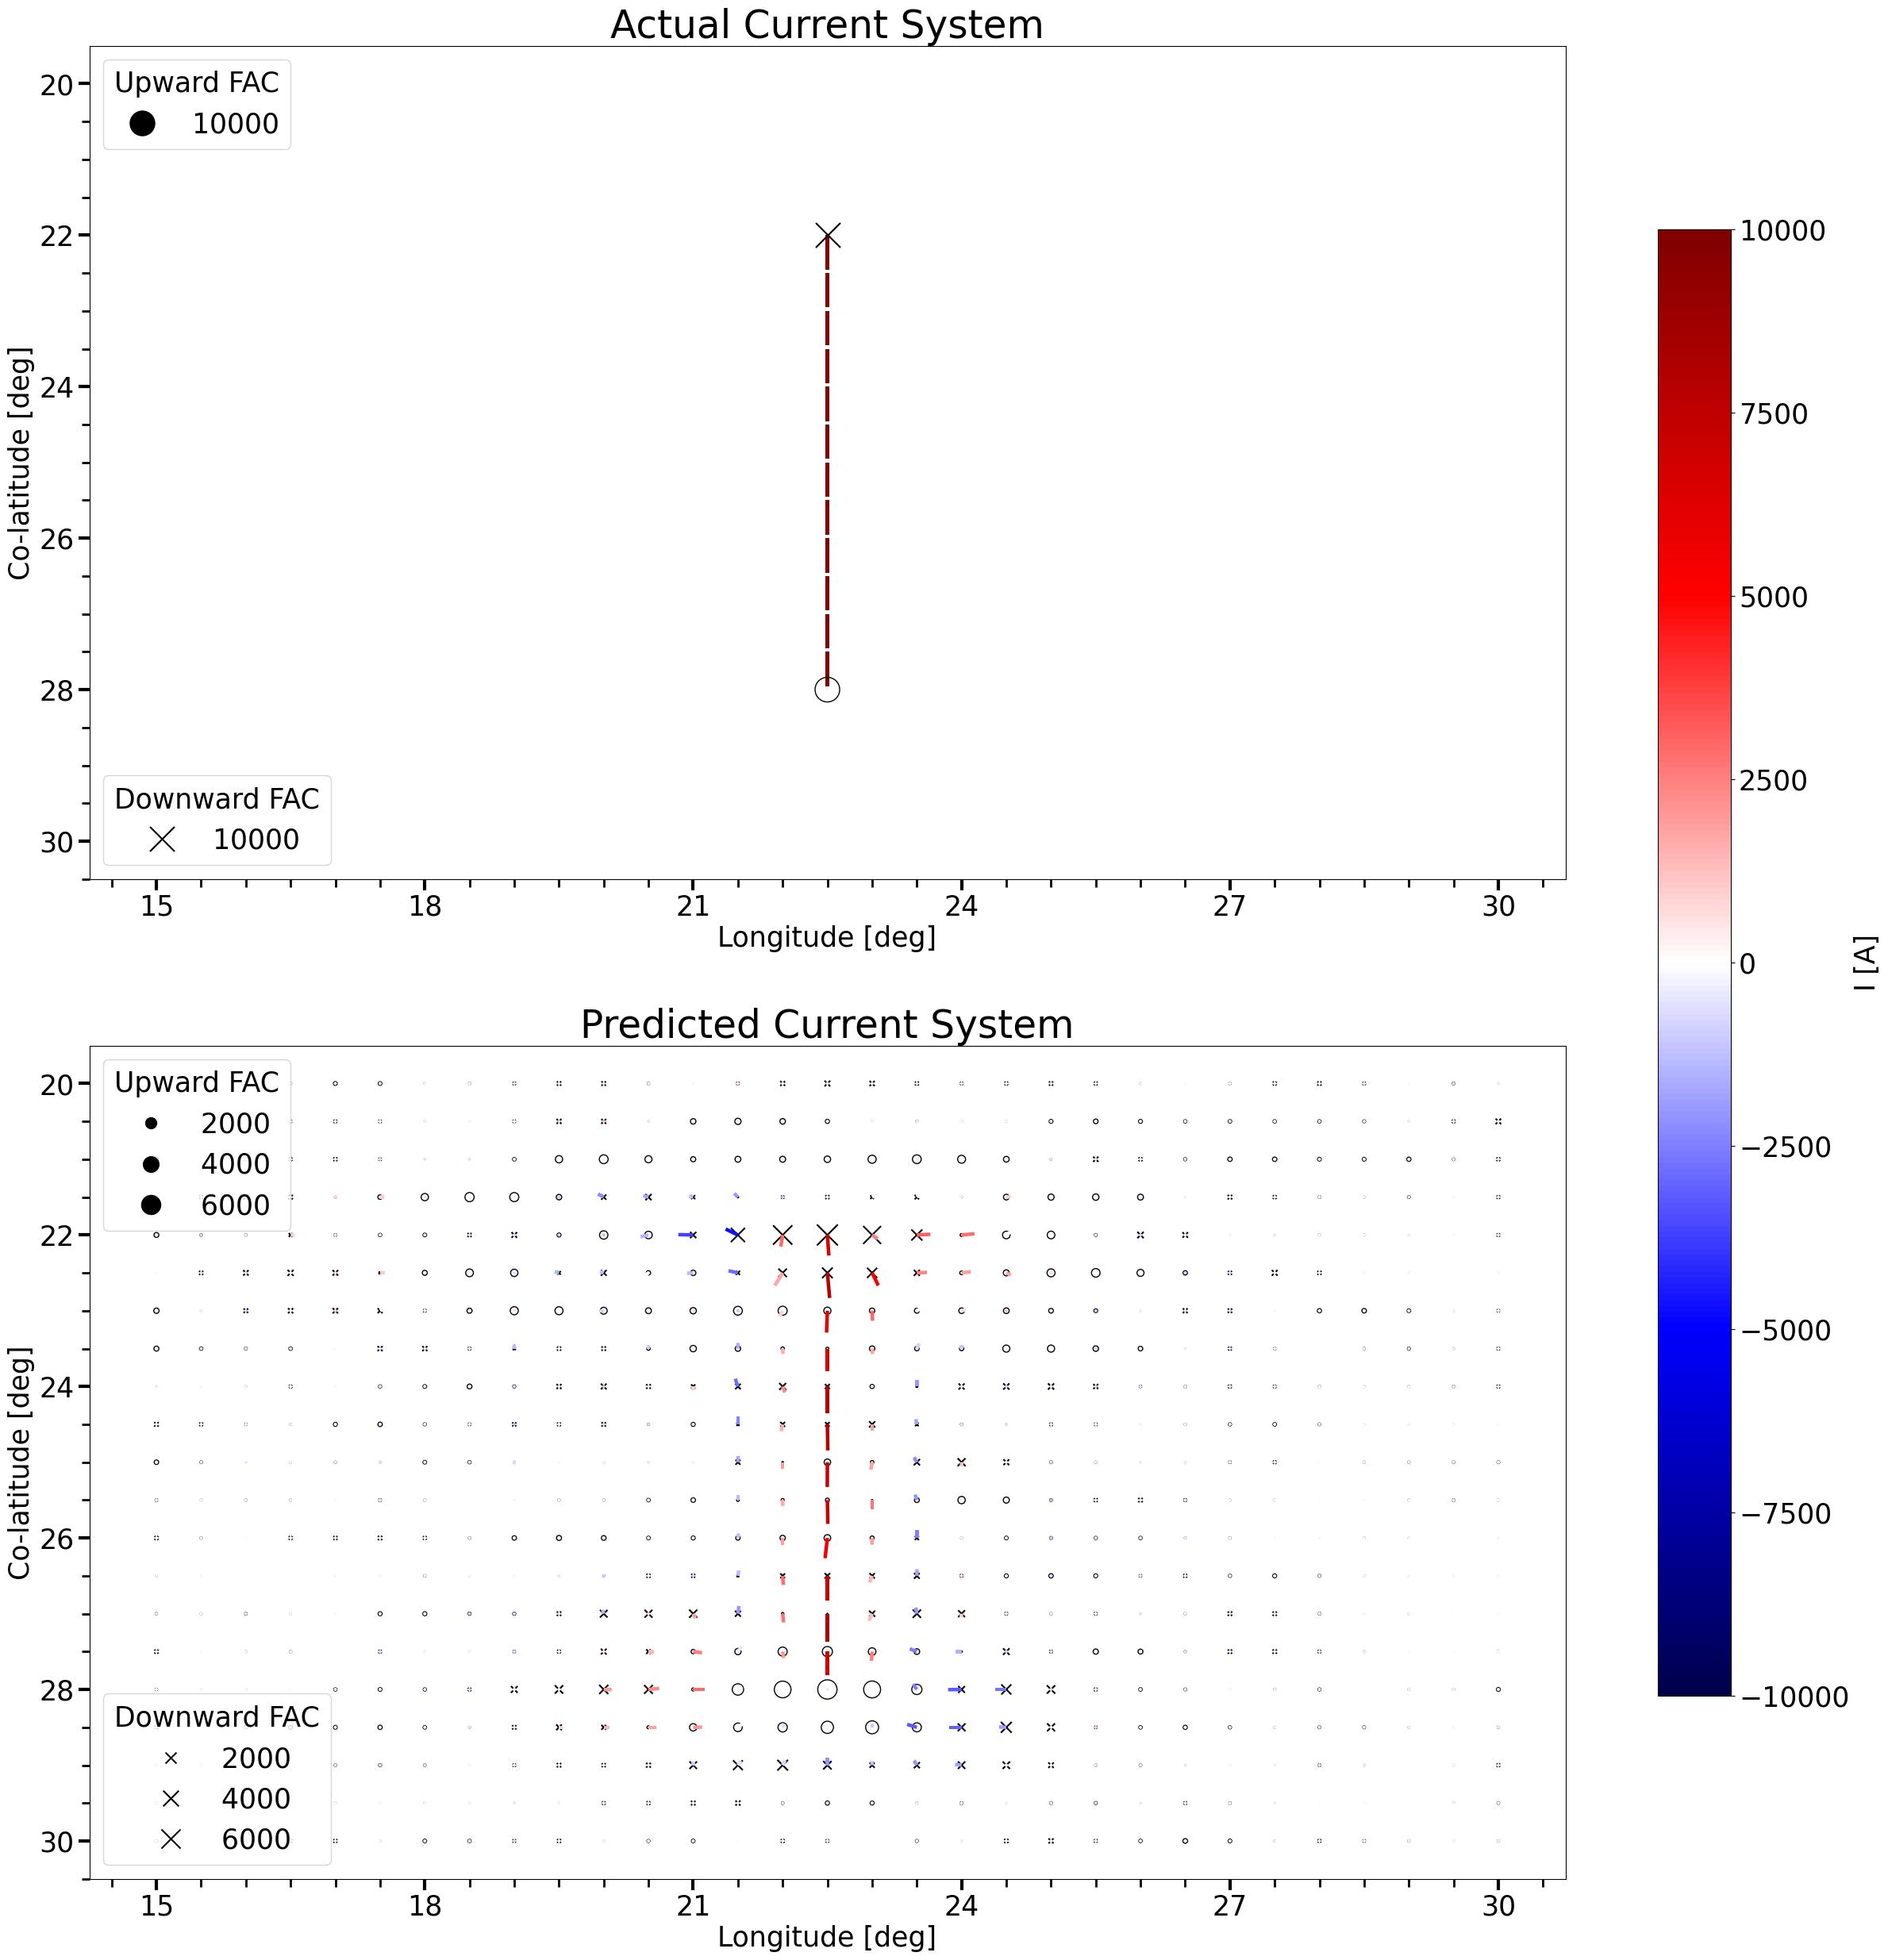 Actual Current System
Upward FAC
10000
Downward FAC
10000
20
22
24
26
28
30
Co-latitude [deg]
15 18 21 24 27 30
Longitude [deg]
Predicted Current System
Upward FAC
2000
4000
6000
Downward FAC
2000
4000
6000
20
22
24
26
28
30
Co-latitude [deg]
15 18 21 24 27 30
Longitude [deg]
10000
7500
5000
2500
0
−2500
−5000
−7500
−10000
I [A]